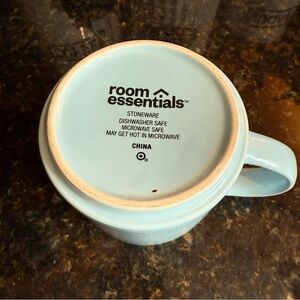 room
essentials™
STONEWARE
DISHWASHER SAFE
MICROWAVE SAFE
MAY GET HOT IN MICROWAVE
CHINA